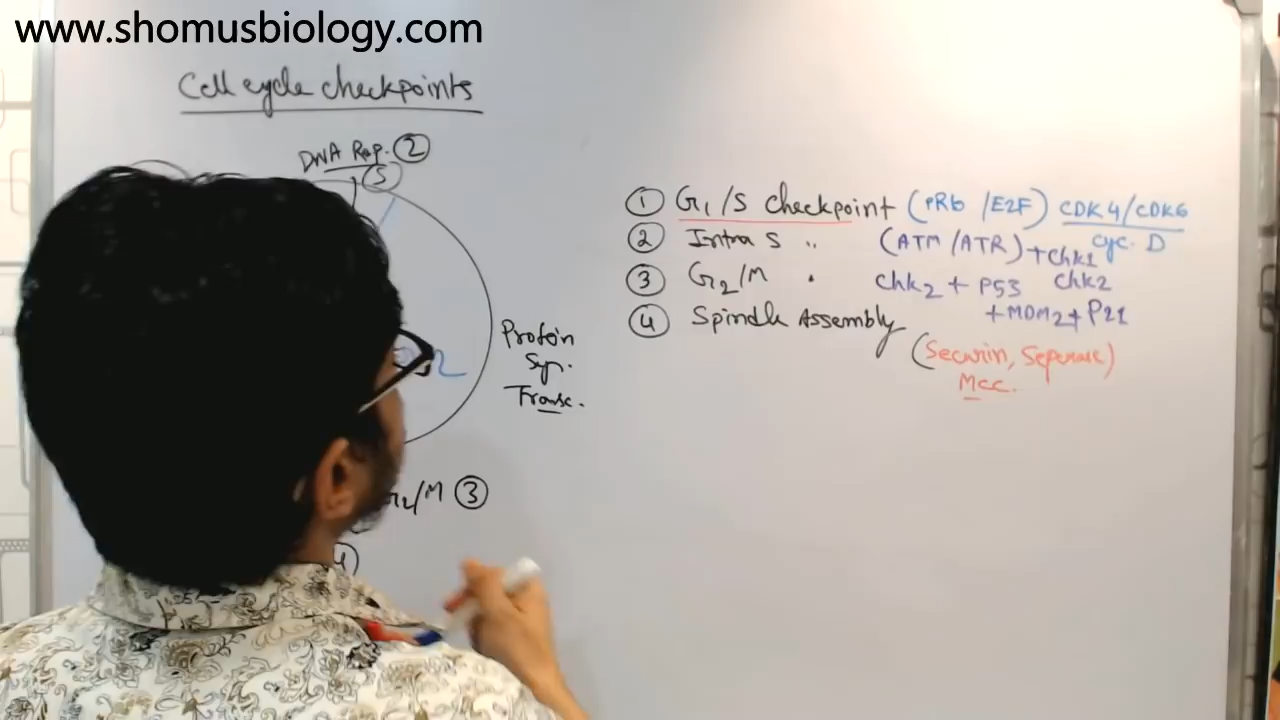 www.shomusbiology.com
Cell cycle checkpoints
DNA Rep. ②
Ⓢ
Protein
Syn.
Transc.
G2/M ③
④
① G1/S Checkpoint (PRb/E2F) CDK4/CDK6
cyc. D
② Intra S " (ATM/ATR) + Chk1
③ G2/M " Chk2 + P53 Chk2
+ MDM2 + P21
④ Spindle Assembly
(Securin, Seperase)
Mcc.